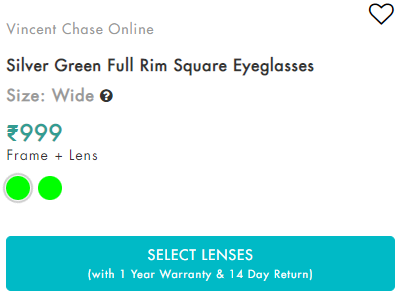 Vincent Chase Online
Silver Green Full Rim Square Eyeglasses
Size: Wide ?
₹999
Frame + Lens
SELECT LENSES
(with 1 Year Warranty & 14 Day Return)